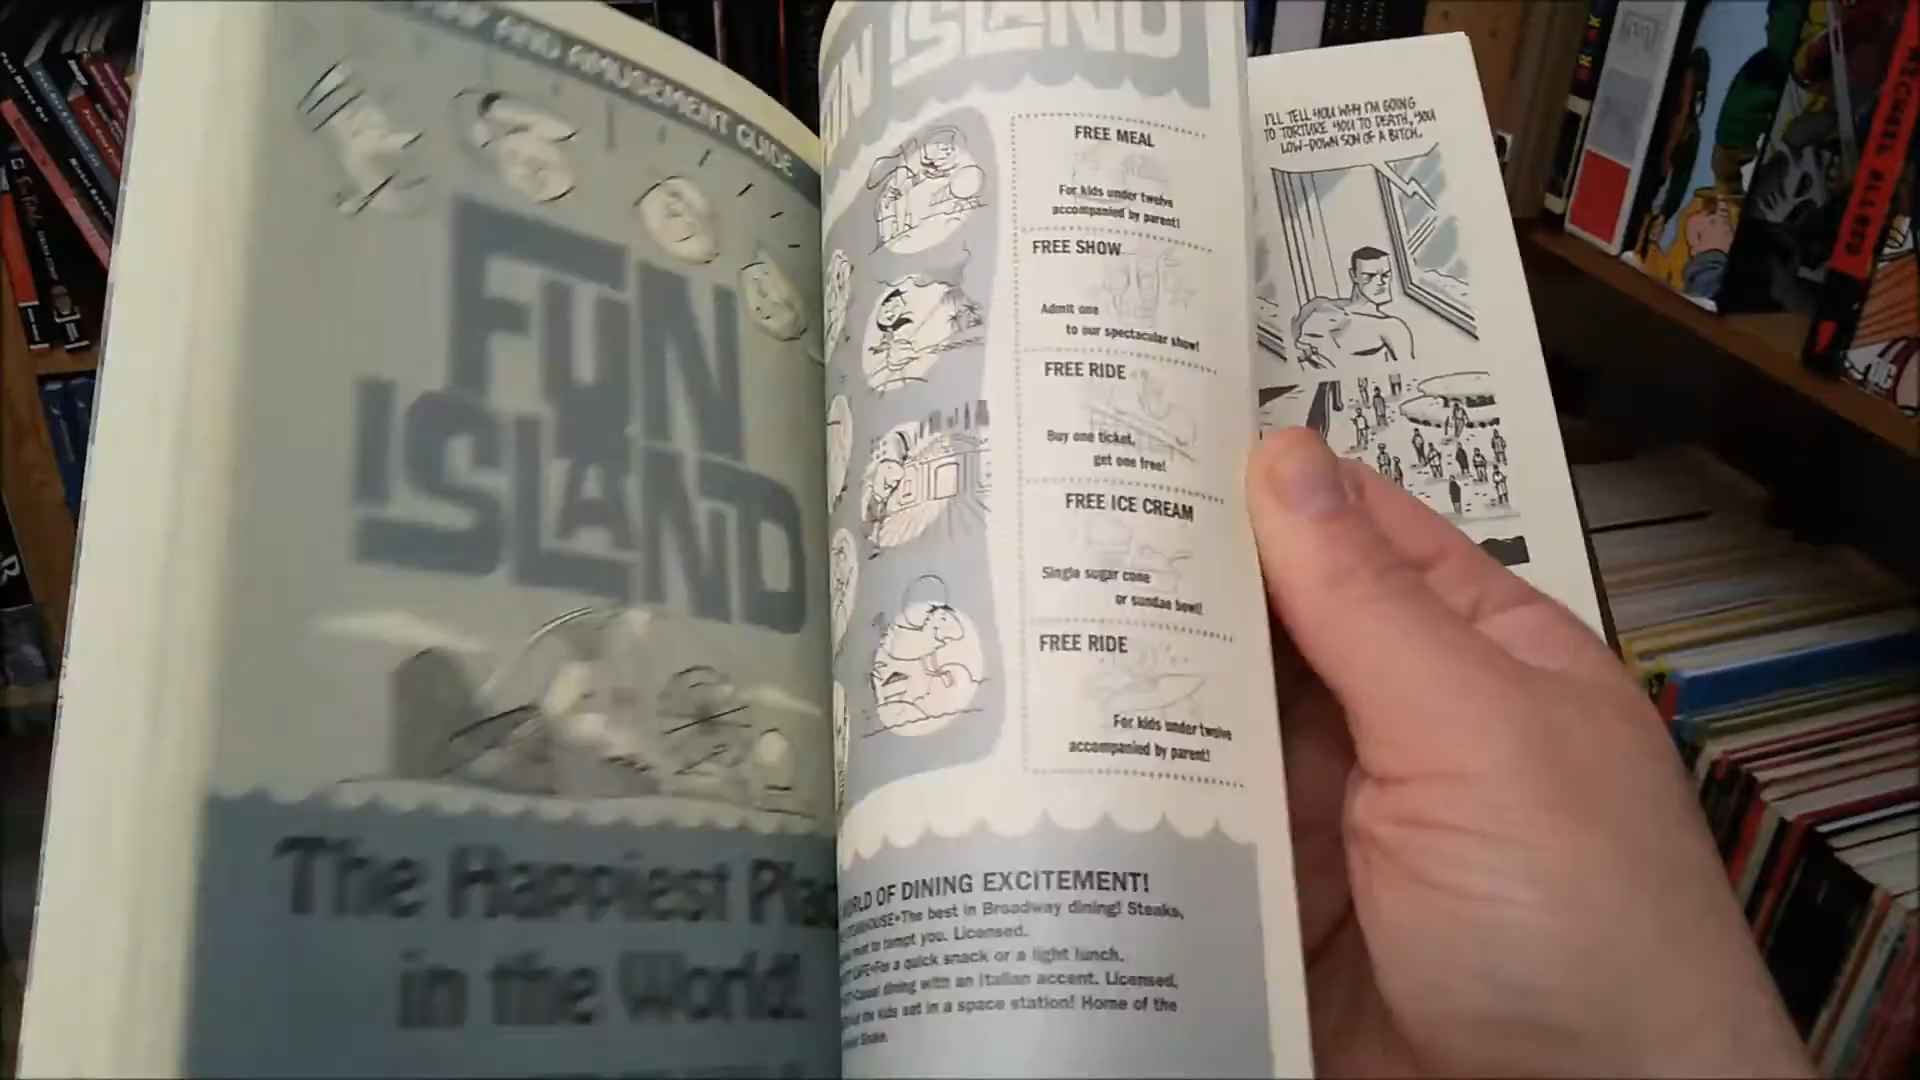 AND AMUSEMENT GUIDE
FUN
ISLAND
The Happiest
in the World!
FUN ISLAND
FREE MEAL
For kids under twelve
accompanied by parent!
FREE SHOW
Admit one
to our spectacular show!
FREE RIDE
Buy one ticket,
get one free!
FREE ICE CREAM
Single sugar cone
or sundae bowl!
FREE RIDE
For kids under twelve
accompanied by parent!
OF DINING EXCITEMENT!
The best in Broadway dining! Steaks,
to tempt you. Licensed.
For a quick snack or a light lunch.
Casual dining with an Italian accent. Licensed.
the kids eat in a space station! Home of the
I'LL TELL YOU WHY I'M GOING
TO TORTURE YOU TO DEATH, YOU
LOW-DOWN SON OF A BITCH.
MICHAEL ALLRED